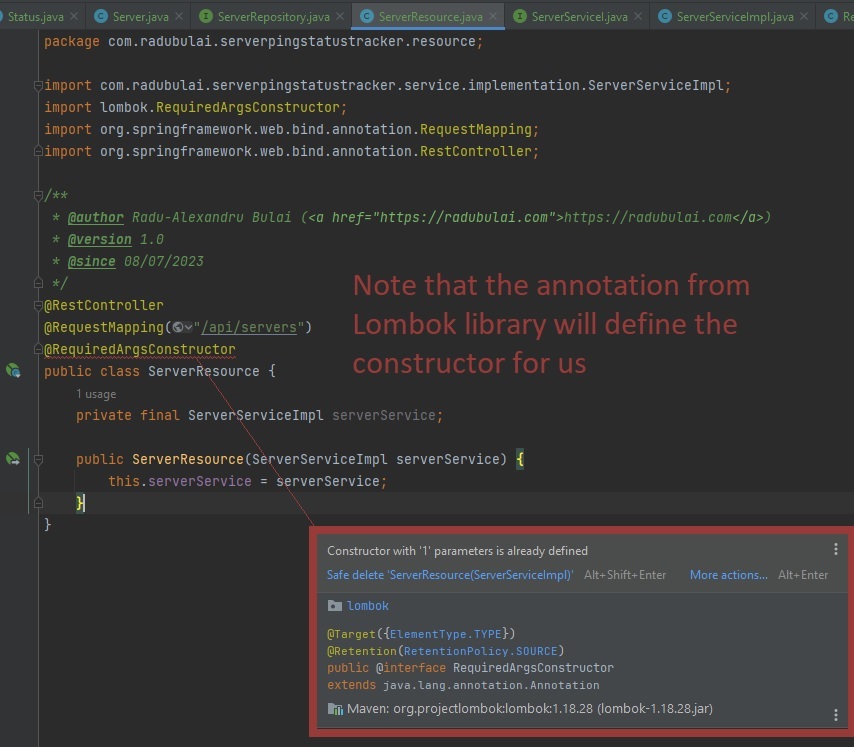 Status.java × Server.java × ServerRepository.java × ServerResource.java × ServerServiceI.java × ServerServiceImpl.java × Re
package com.radubulai.serverpingstatustracker.resource;
import com.radubulai.serverpingstatustracker.service.implementation.ServerServiceImpl;
import lombok.RequiredArgsConstructor;
import org.springframework.web.bind.annotation.RequestMapping;
import org.springframework.web.bind.annotation.RestController;
/**
* @author Radu-Alexandru Bulai (<a href="https://radubulai.com">https://radubulai.com</a>)
* @version 1.0
* @since 08/07/2023
*/
@RestController
@RequestMapping("/api/servers")
@RequiredArgsConstructor
Note that the annotation from
Lombok library will define the
constructor for us
public class ServerResource {
1 usage
private final ServerServiceImpl serverService;
public ServerResource(ServerServiceImpl serverService) {
this.serverService = serverService;
}
}
Constructor with '1' parameters is already defined
Safe delete 'ServerResource(ServerServiceImpl)' Alt+Shift+Enter More actions... Alt+Enter
lombok
@Target({ElementType.TYPE})
@Retention(RetentionPolicy.SOURCE)
public @interface RequiredArgsConstructor
extends java.lang.annotation.Annotation
Maven: org.projectlombok:lombok:1.18.28 (lombok-1.18.28.jar)